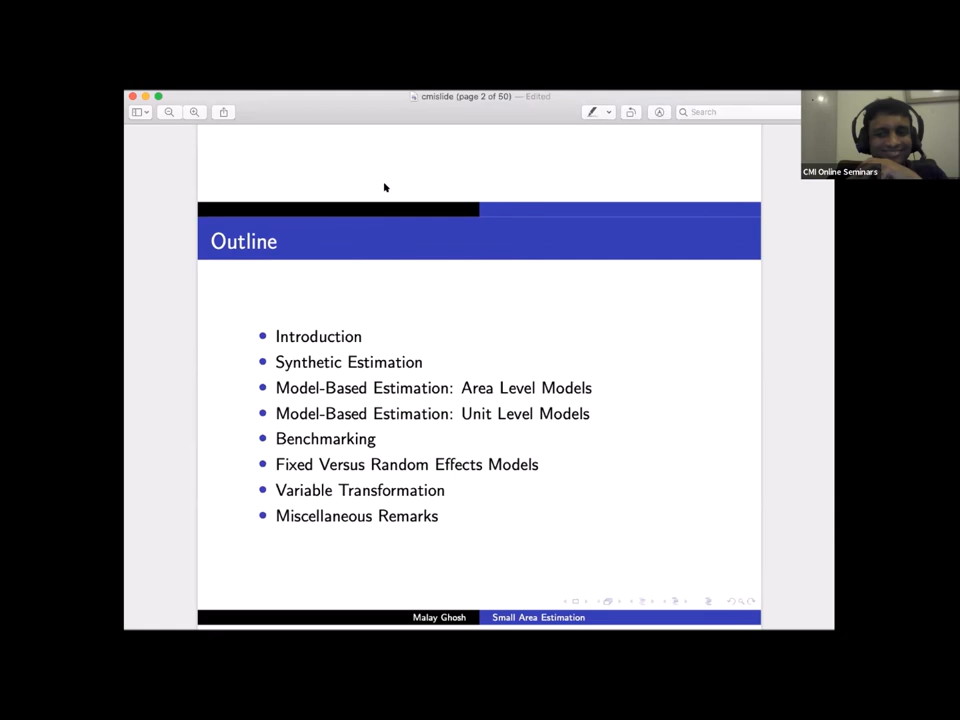 cmislide (page 2 of 50) — Edited
Search
CMI Online Seminars
Outline
Introduction
Synthetic Estimation
Model-Based Estimation: Area Level Models
Model-Based Estimation: Unit Level Models
Benchmarking
Fixed Versus Random Effects Models
Variable Transformation
Miscellaneous Remarks
Malay Ghosh
Small Area Estimation